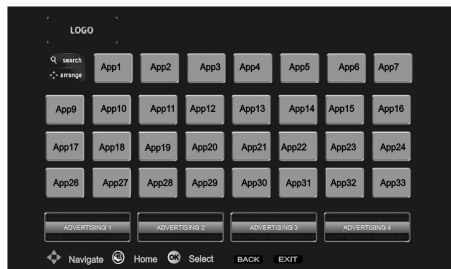 LOGO
search
arrange
App1 App2 App3 App4 App5 App6 App7
App9 App10 App11 App12 App13 App14 App15 App16
App17 App18 App19 App20 App21 App22 App23 App24
App26 App27 App28 App29 App30 App31 App32 App33
ADVERTISING 1 ADVERTISING 2 ADVERTISING 3 ADVERTISING 4
Navigate Home OK Select BACK EXIT